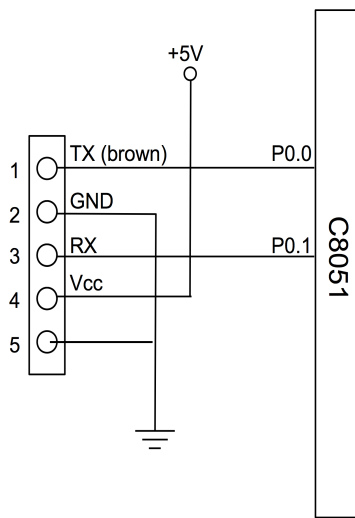 +5V
1 TX (brown) P0.0
2 GND
3 RX P0.1
4 Vcc
5
C8051